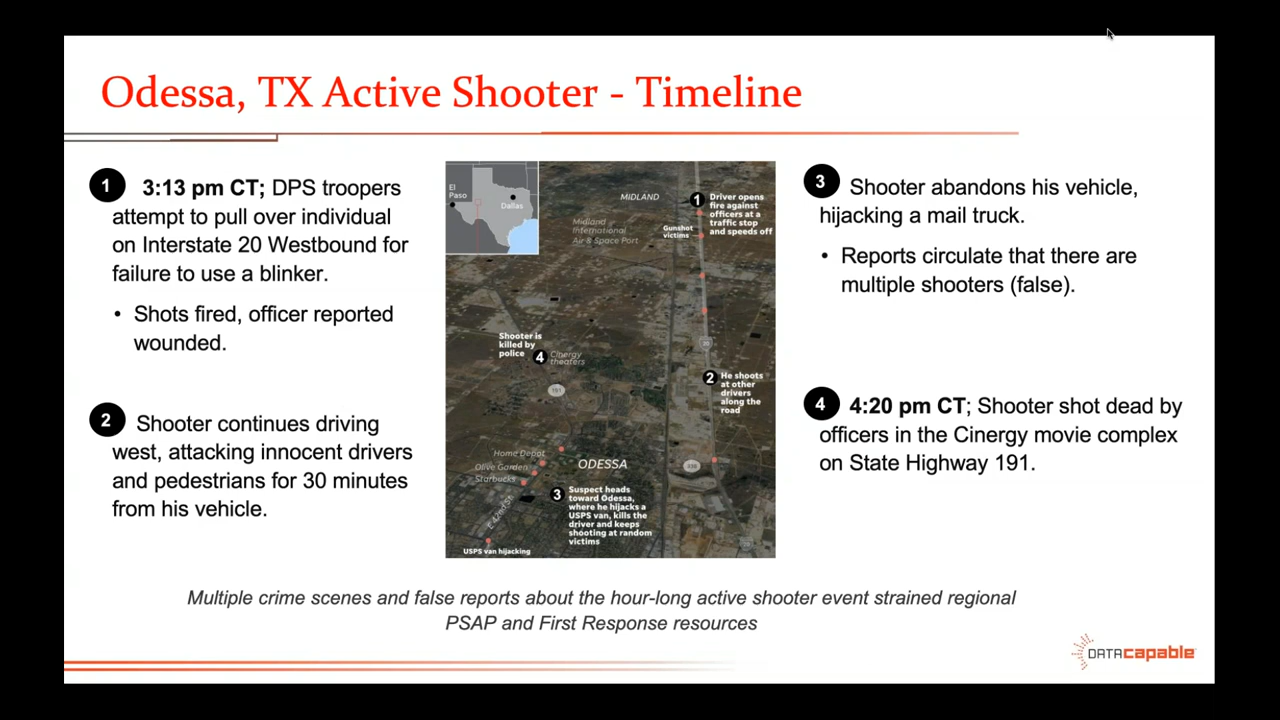 Odessa, TX Active Shooter - Timeline
1 3:13 pm CT; DPS troopers
attempt to pull over individual
on Interstate 20 Westbound for
failure to use a blinker.
• Shots fired, officer reported
wounded.
2 Shooter continues driving
west, attacking innocent drivers
and pedestrians for 30 minutes
from his vehicle.
El
Paso
Dallas
MIDLAND
Midland
International
Air & Space Port
1 Driver opens
fire against
officers at a
traffic stop
and speeds off
Gunshot
victims
20
Shooter is
killed by
police
4 Cinergy
theaters
191
2 He shoots
at other
drivers
along the
road
Home Depot
Olive Garden
Starbucks
ODESSA
338
E 42nd St.
3 Suspect heads
toward Odessa,
where he hijacks a
USPS van, kills the
driver and keeps
shooting at random
victims
USPS van hijacking
3 Shooter abandons his vehicle,
hijacking a mail truck.
• Reports circulate that there are
multiple shooters (false).
4 4:20 pm CT; Shooter shot dead by
officers in the Cinergy movie complex
on State Highway 191.
Multiple crime scenes and false reports about the hour-long active shooter event strained regional
PSAP and First Response resources
DATACAPABLE